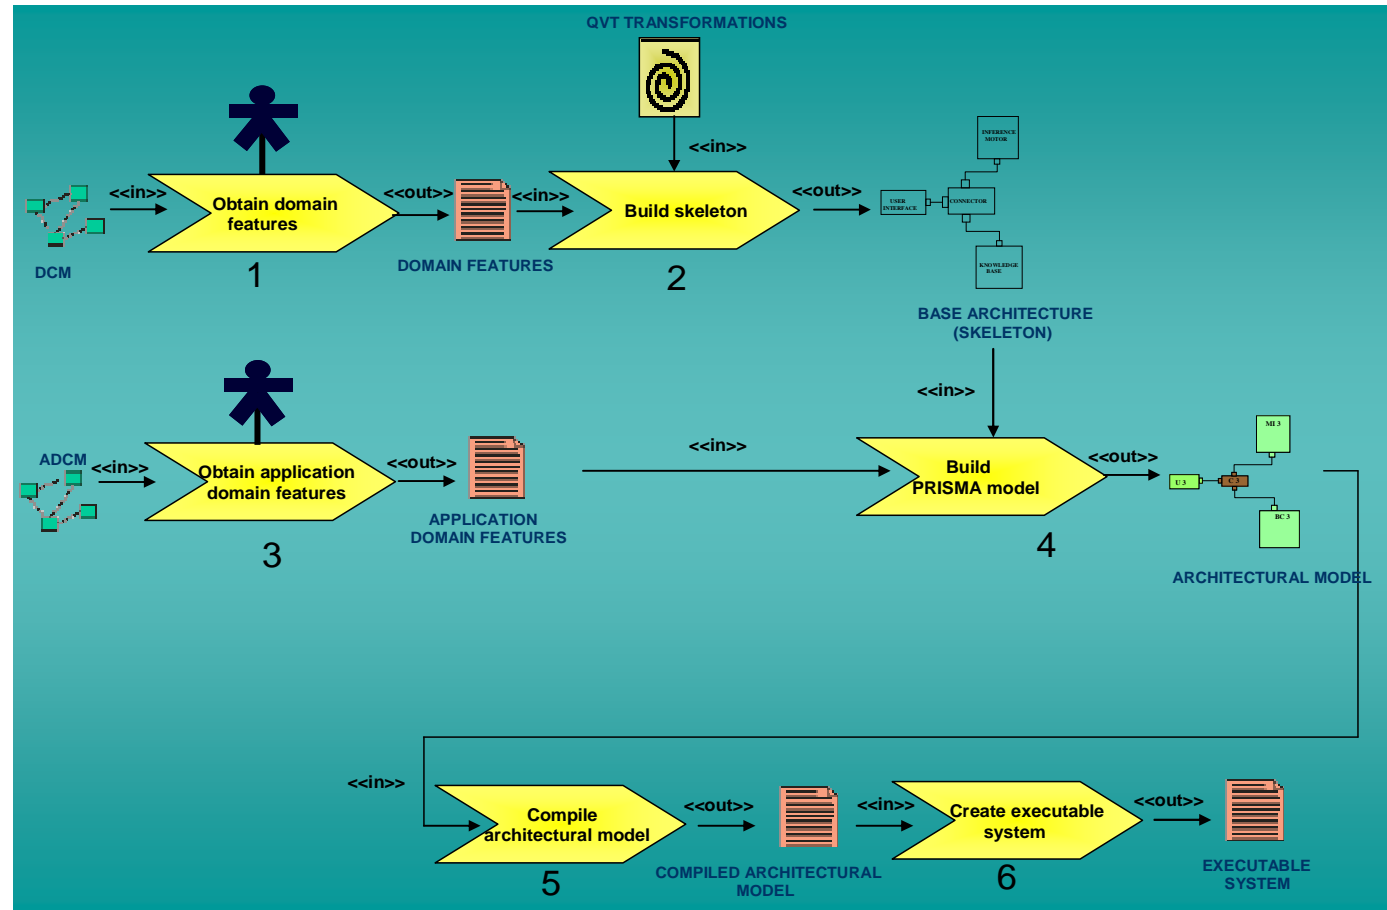 QVT TRANSFORMATIONS
<<in>>
INFERENCE
MOTOR
<<in>>
Obtain domain
features
<<out>>
<<in>>
Build skeleton
<<out>>
USER
INTERFACE
CONNECTOR
KNOWLEDGE
BASE
DCM
1
DOMAIN FEATURES
2
BASE ARCHITECTURE
(SKELETON)
<<in>>
ADCM
<<in>>
Obtain application
domain features
<<out>>
<<in>>
Build
PRISMA model
<<out>>
MI 3
U 3
C 3
BC 3
3
APPLICATION
DOMAIN FEATURES
4
ARCHITECTURAL MODEL
<<in>>
Compile
architectural model
<<out>>
<<in>>
Create executable
system
<<out>>
5
COMPILED ARCHITECTURAL
MODEL
6
EXECUTABLE
SYSTEM